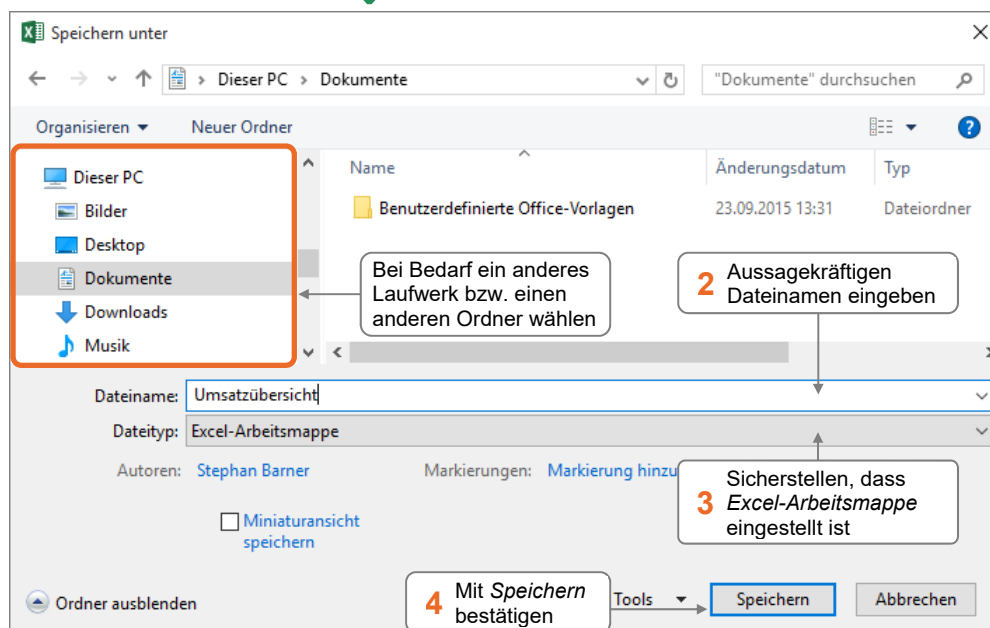 Speichern unter
Dieser PC > Dokumente
"Dokumente" durchsuchen
Organisieren
Neuer Ordner
?
Dieser PC
Bilder
Desktop
Dokumente
Downloads
Musik
Name
Änderungsdatum
Typ
Benutzerdefinierte Office-Vorlagen
23.09.2015 13:31
Dateiordner
Bei Bedarf ein anderes
Laufwerk bzw. einen
anderen Ordner wählen
2 Aussagekräftigen
Dateinamen eingeben
Dateiname: Umsatzübersicht
Dateityp: Excel-Arbeitsmappe
Autoren: Stephan Barner
Markierungen: Markierung hinzu
3 Sicherstellen, dass
Excel-Arbeitsmappe
eingestellt ist
Miniaturansicht
speichern
Ordner ausblenden
4 Mit Speichern
bestätigen
Tools
Speichern
Abbrechen